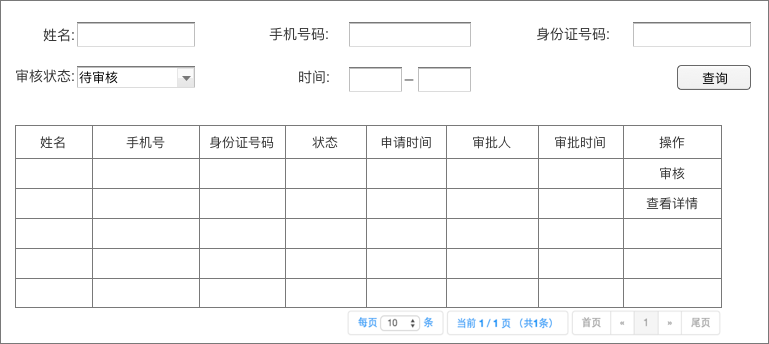 姓名: 手机号码: 身份证号码:
审核状态: 待审核 时间: – 查询
姓名 手机号 身份证号码 状态 申请时间 审批人 审批时间 操作
审核
查看详情
每页 10 条 当前 1 / 1 页 （共1条） 首页 « 1 » 尾页